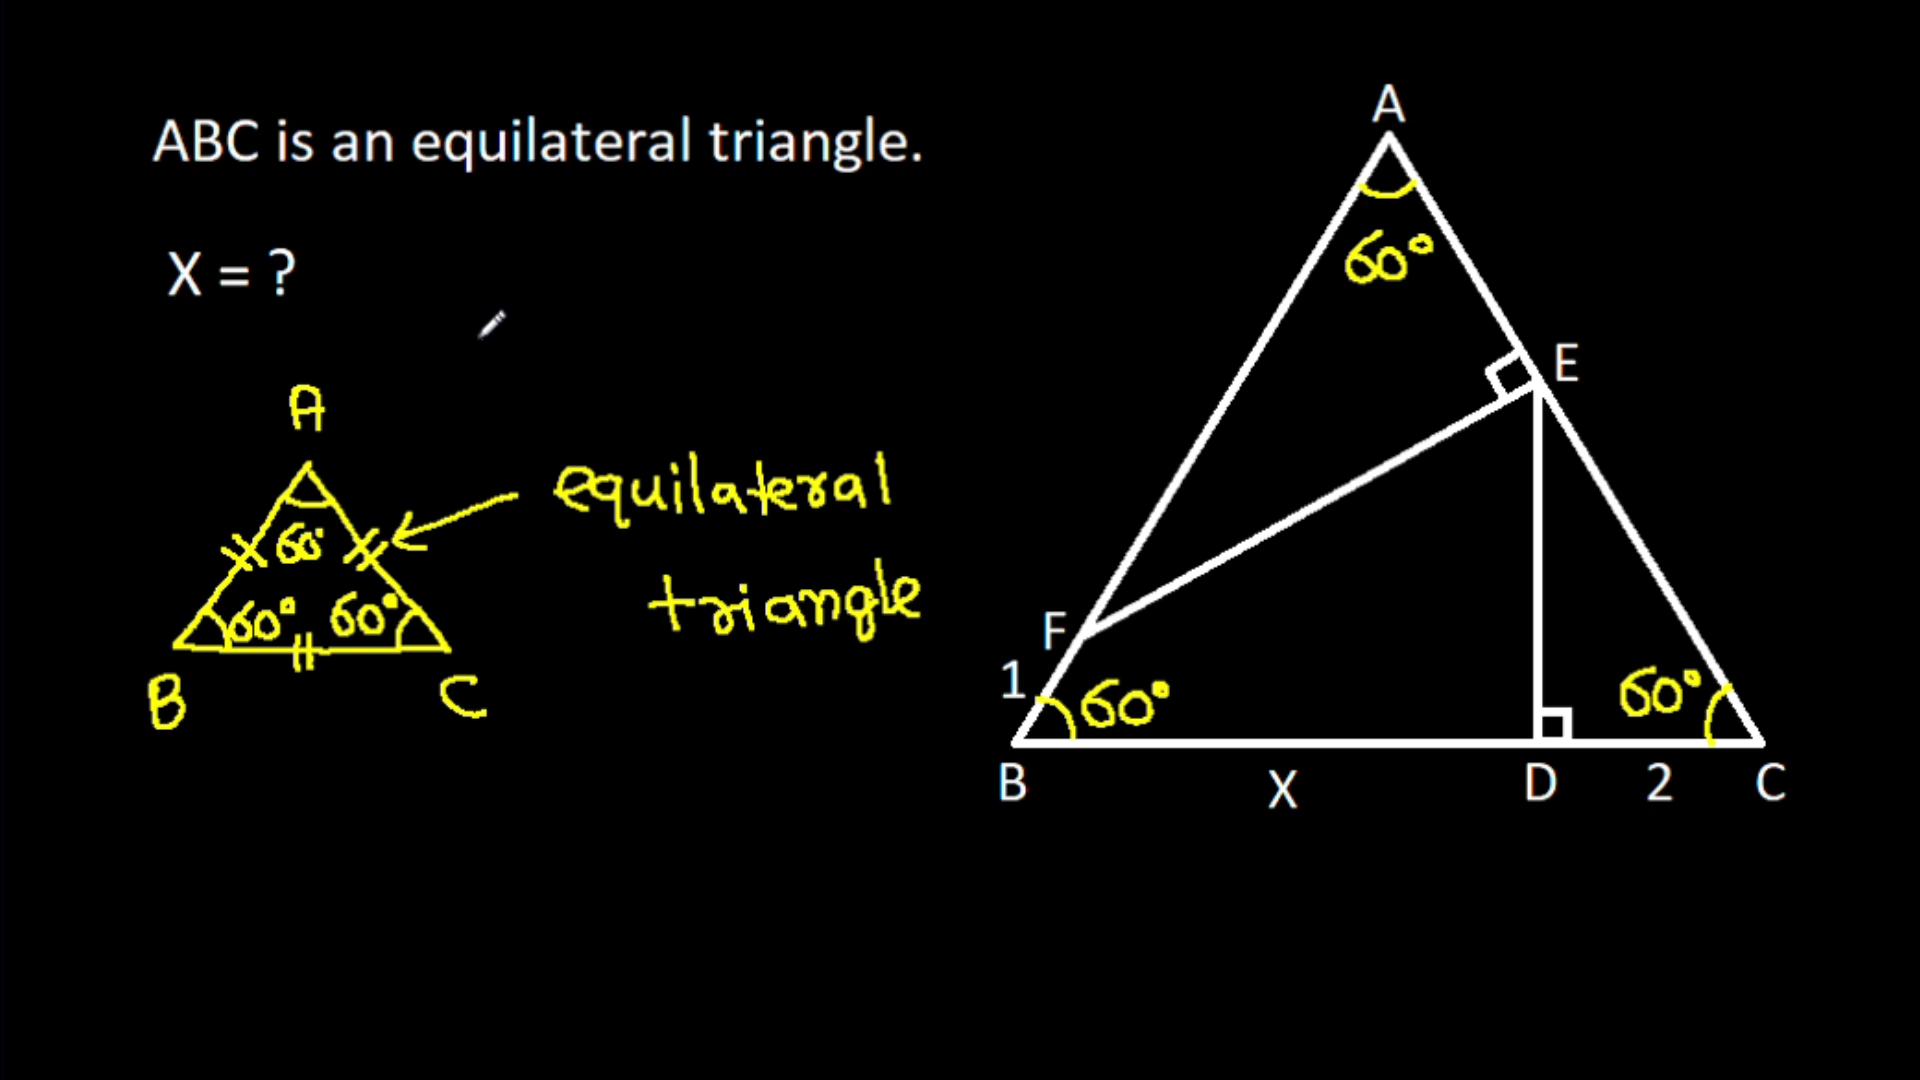 ABC is an equilateral triangle.
X = ?
A
60°
equilateral
triangle
60° 60°
B
C
A
60°
E
F
1
60°
60°
B
X
D
2
C